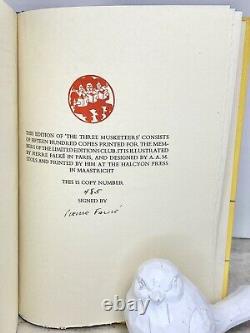 THIS EDITION OF 'THE THREE MUSKETEERS' CONSISTS
OF FIFTEEN HUNDRED COPIES PRINTED FOR THE MEM-
BERS OF THE LIMITED EDITIONS CLUB. IT IS ILLUSTRATED
BY PIERRE FALKÉ IN PARIS, AND DESIGNED BY A. A. M.
STOLS AND PRINTED BY HIM AT THE HALCYON PRESS
IN MAASTRICHT
THIS IS COPY NUMBER
485
SIGNED BY
Pierre Falké